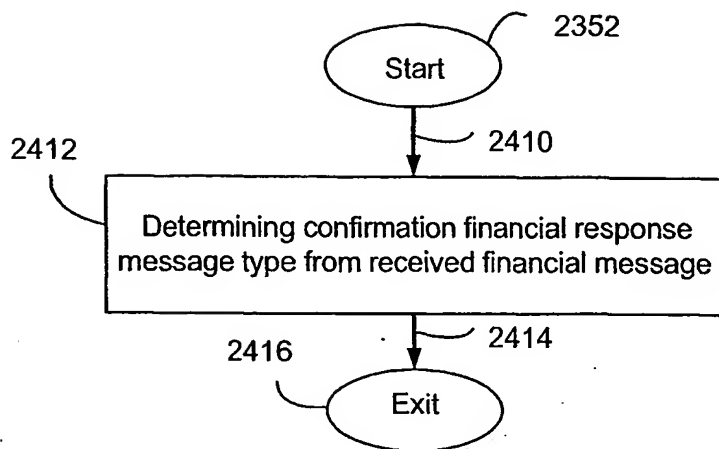 2352
Start
2410
2412
Determining confirmation financial response
message type from received financial message
2414
2416
Exit